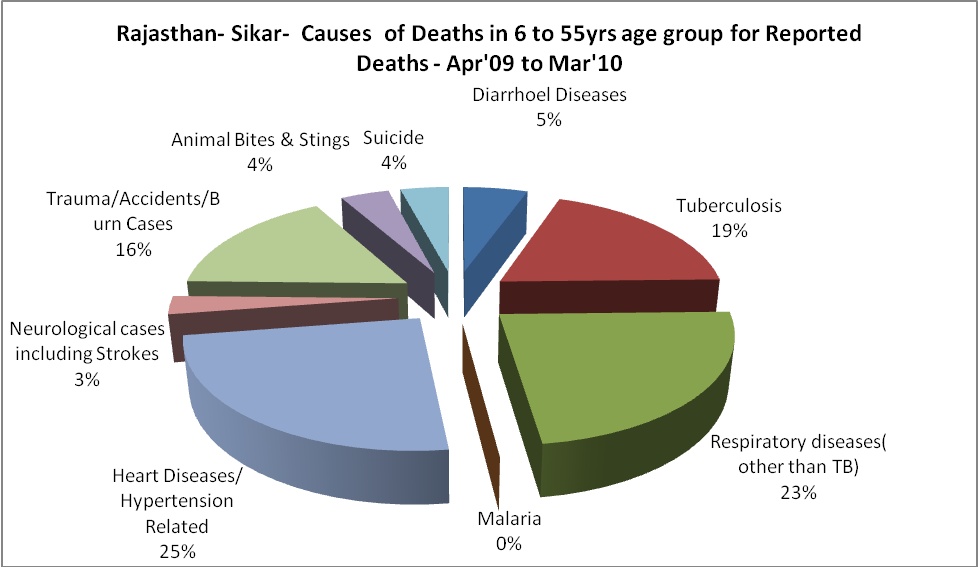 Rajasthan- Sikar- Causes of Deaths in 6 to 55yrs age group for Reported
Deaths - Apr'09 to Mar'10
Diarrhoel Diseases
5%
Tuberculosis
19%
Respiratory diseases(
other than TB)
23%
Malaria
0%
Heart Diseases/
Hypertension
Related
25%
Neurological cases
including Strokes
3%
Trauma/Accidents/B
urn Cases
16%
Animal Bites & Stings
4%
Suicide
4%